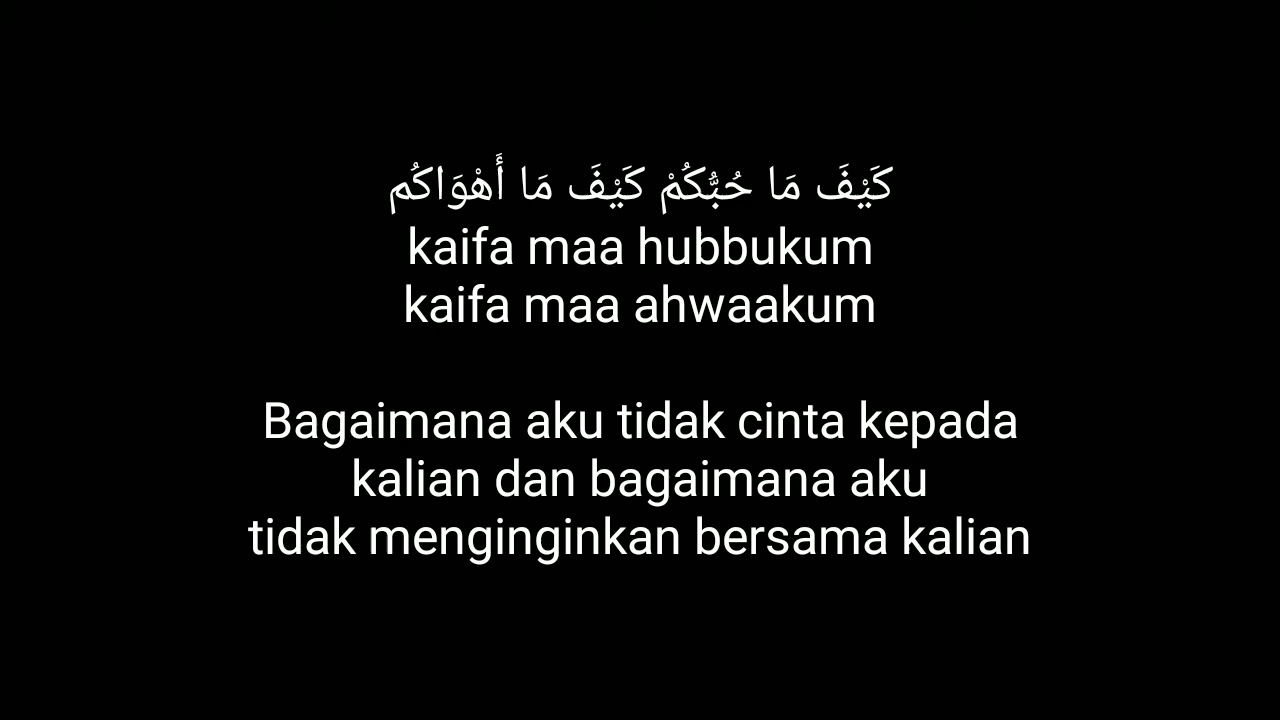 كَيْفَ مَا حُبُّكُمْ كَيْفَ مَا أَهْوَاكُم
kaifa maa hubbukum
kaifa maa ahwaakum
Bagaimana aku tidak cinta kepada
kalian dan bagaimana aku
tidak menginginkan bersama kalian